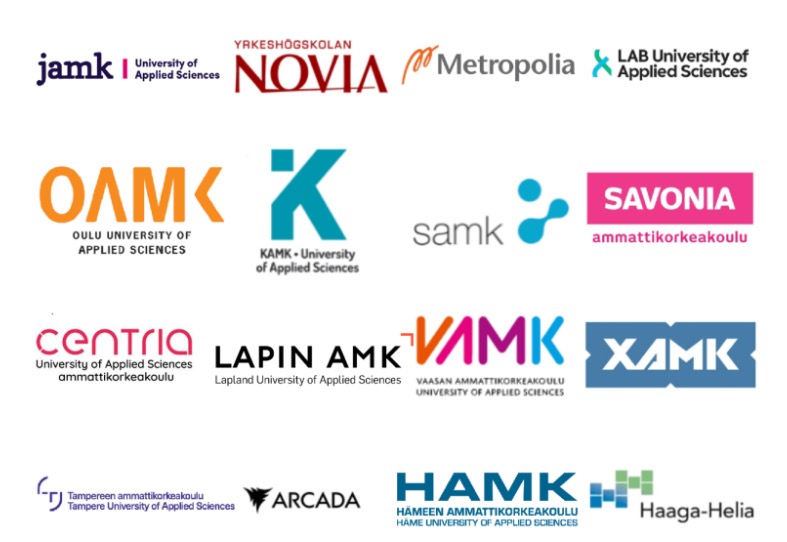 jamk | University of
Applied Sciences
YRKESHÖGSKOLAN
NOVIA
Metropolia
LAB University of
Applied Sciences
OAMK
OULU UNIVERSITY OF
APPLIED SCIENCES
K
KAMK • University
of Applied Sciences
samk
SAVONIA
ammattikorkeakoulu
centria
University of Applied Sciences
ammattikorkeakoulu
LAPIN AMK
Lapland University of Applied Sciences
VAMK
VAASAN AMMATTIKORKEAKOULU
UNIVERSITY OF APPLIED SCIENCES
XAMK
Tampereen ammattikorkeakoulu
Tampere University of Applied Sciences
ARCADA
HAMK
HÄMEEN AMMATTIKORKEAKOULU
HÄME UNIVERSITY OF APPLIED SCIENCES
Haaga-Helia